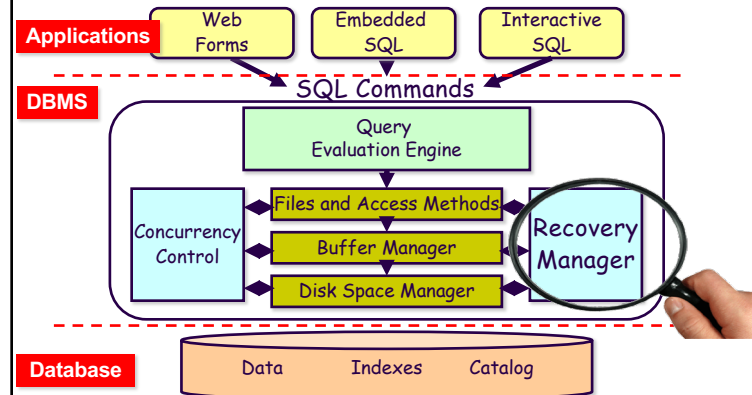 Applications
Web
Forms
Embedded
SQL
Interactive
SQL
SQL Commands
DBMS
Query
Evaluation Engine
Concurrency
Control
Files and Access Methods
Buffer Manager
Disk Space Manager
Recovery
Manager
Database
Data
Indexes
Catalog